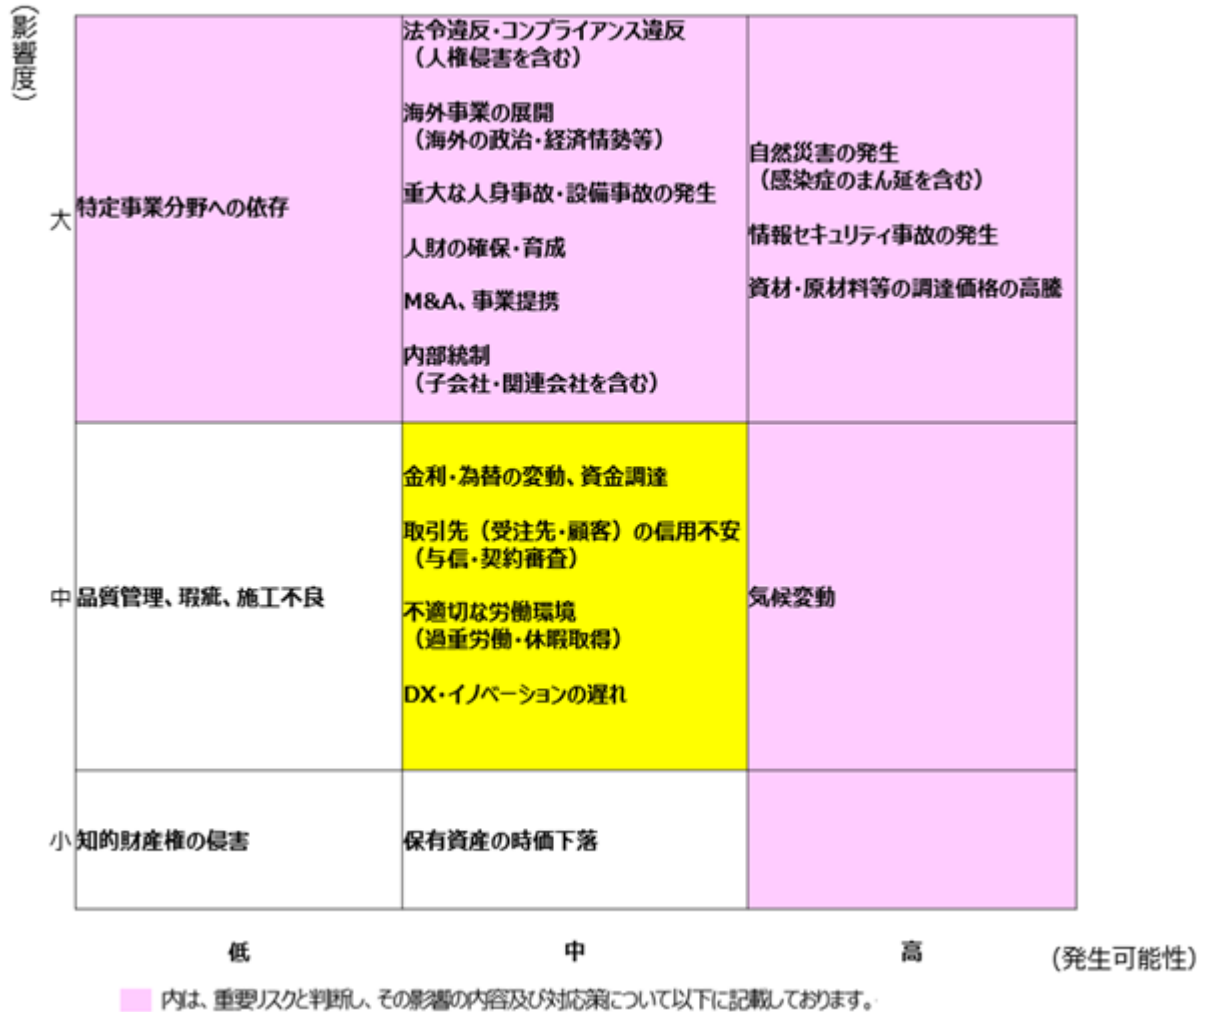 (影響度)
法令違反・コンプライアンス違反
（人権侵害を含む）
海外事業の展開
（海外の政治・経済情勢等）
重大な人身事故・設備事故の発生
人財の確保・育成
M&A、事業提携
内部統制
（子会社・関連会社を含む）
自然災害の発生
（感染症のまん延を含む）
情報セキュリティ事故の発生
資材・原材料等の調達価格の高騰
大
特定事業分野への依存
金利・為替の変動、資金調達
取引先（受注先・顧客）の信用不安
（与信・契約審査）
不適切な労働環境
（過重労働・休暇取得）
DX・イノベーションの遅れ
中
品質管理、瑕疵、施工不良
気候変動
小
知的財産権の侵害
保有資産の時価下落
低
中
高
(発生可能性)
内は、重要リスクと判断し、その影響の内容及び対応策について以下に記載しております。